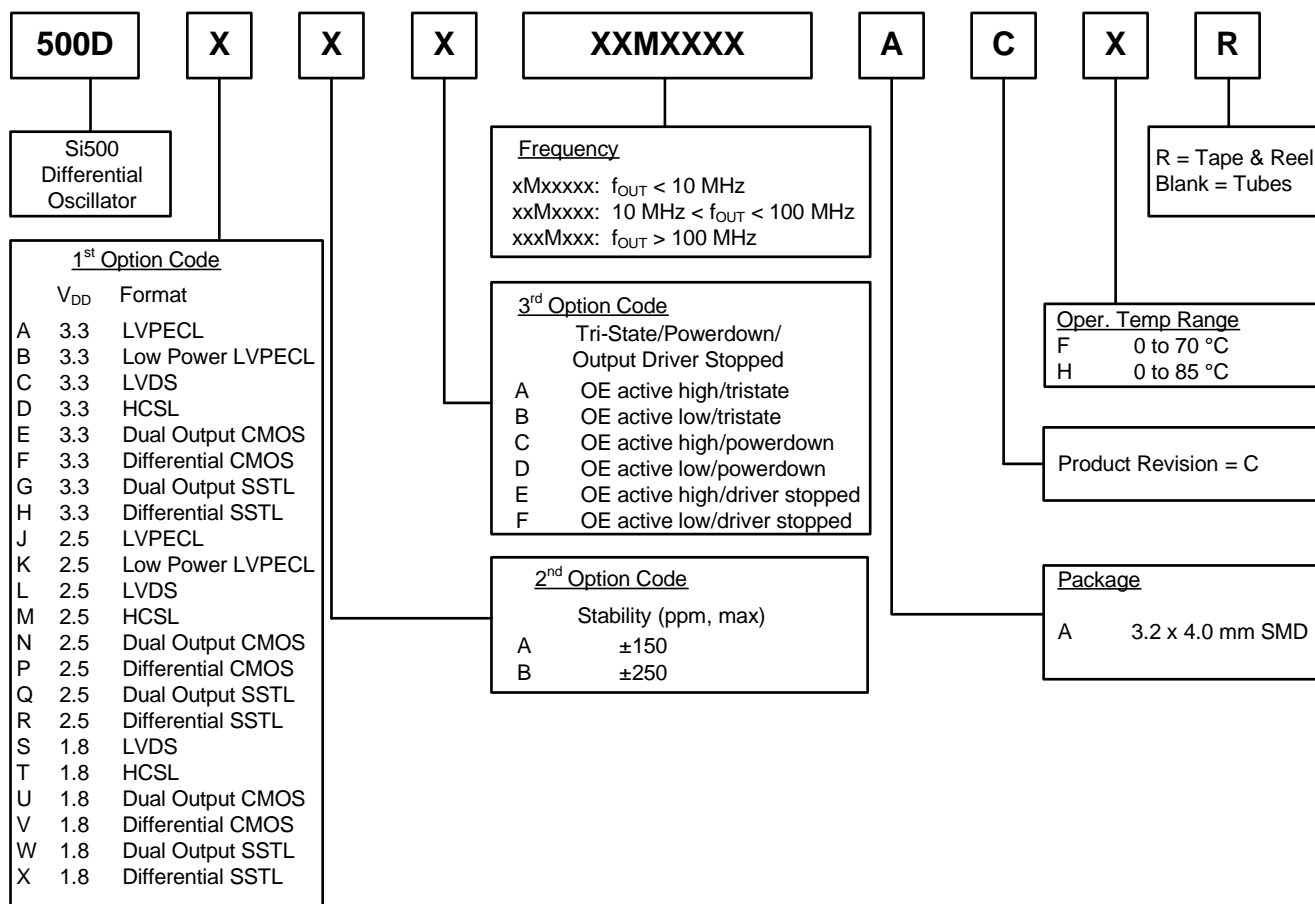 500D X X X XXMXXXX A C X R
Si500
Differential
Oscillator
1st Option Code
VDD Format
A 3.3 LVPECL
B 3.3 Low Power LVPECL
C 3.3 LVDS
D 3.3 HCSL
E 3.3 Dual Output CMOS
F 3.3 Differential CMOS
G 3.3 Dual Output SSTL
H 3.3 Differential SSTL
J 2.5 LVPECL
K 2.5 Low Power LVPECL
L 2.5 LVDS
M 2.5 HCSL
N 2.5 Dual Output CMOS
P 2.5 Differential CMOS
Q 2.5 Dual Output SSTL
R 2.5 Differential SSTL
S 1.8 LVDS
T 1.8 HCSL
U 1.8 Dual Output CMOS
V 1.8 Differential CMOS
W 1.8 Dual Output SSTL
X 1.8 Differential SSTL
Frequency
xMxxxxx: fOUT < 10 MHz
xxMxxxx: 10 MHz < fOUT < 100 MHz
xxxMxxx: fOUT > 100 MHz
3rd Option Code
Tri-State/Powerdown/
Output Driver Stopped
A OE active high/tristate
B OE active low/tristate
C OE active high/powerdown
D OE active low/powerdown
E OE active high/driver stopped
F OE active low/driver stopped
2nd Option Code
Stability (ppm, max)
A ±150
B ±250
R = Tape & Reel
Blank = Tubes
Oper. Temp Range
F 0 to 70 °C
H 0 to 85 °C
Product Revision = C
Package
A 3.2 x 4.0 mm SMD